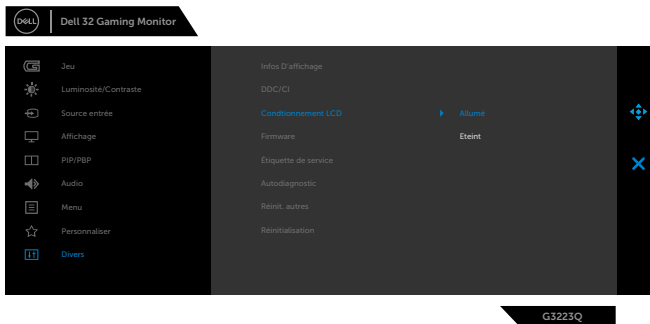 DELL
Dell 32 Gaming Monitor
Jeu
Infos D'affichage
Luminosité/Contraste
DDC/CI
Source entrée
Condtionnement LCD
Allumé
Affichage
Firmware
Eteint
PIP/PBP
Étiquette de service
Audio
Autodiagnostic
Menu
Réinit. autres
Personnaliser
Réinitialisation
Divers
G3223Q